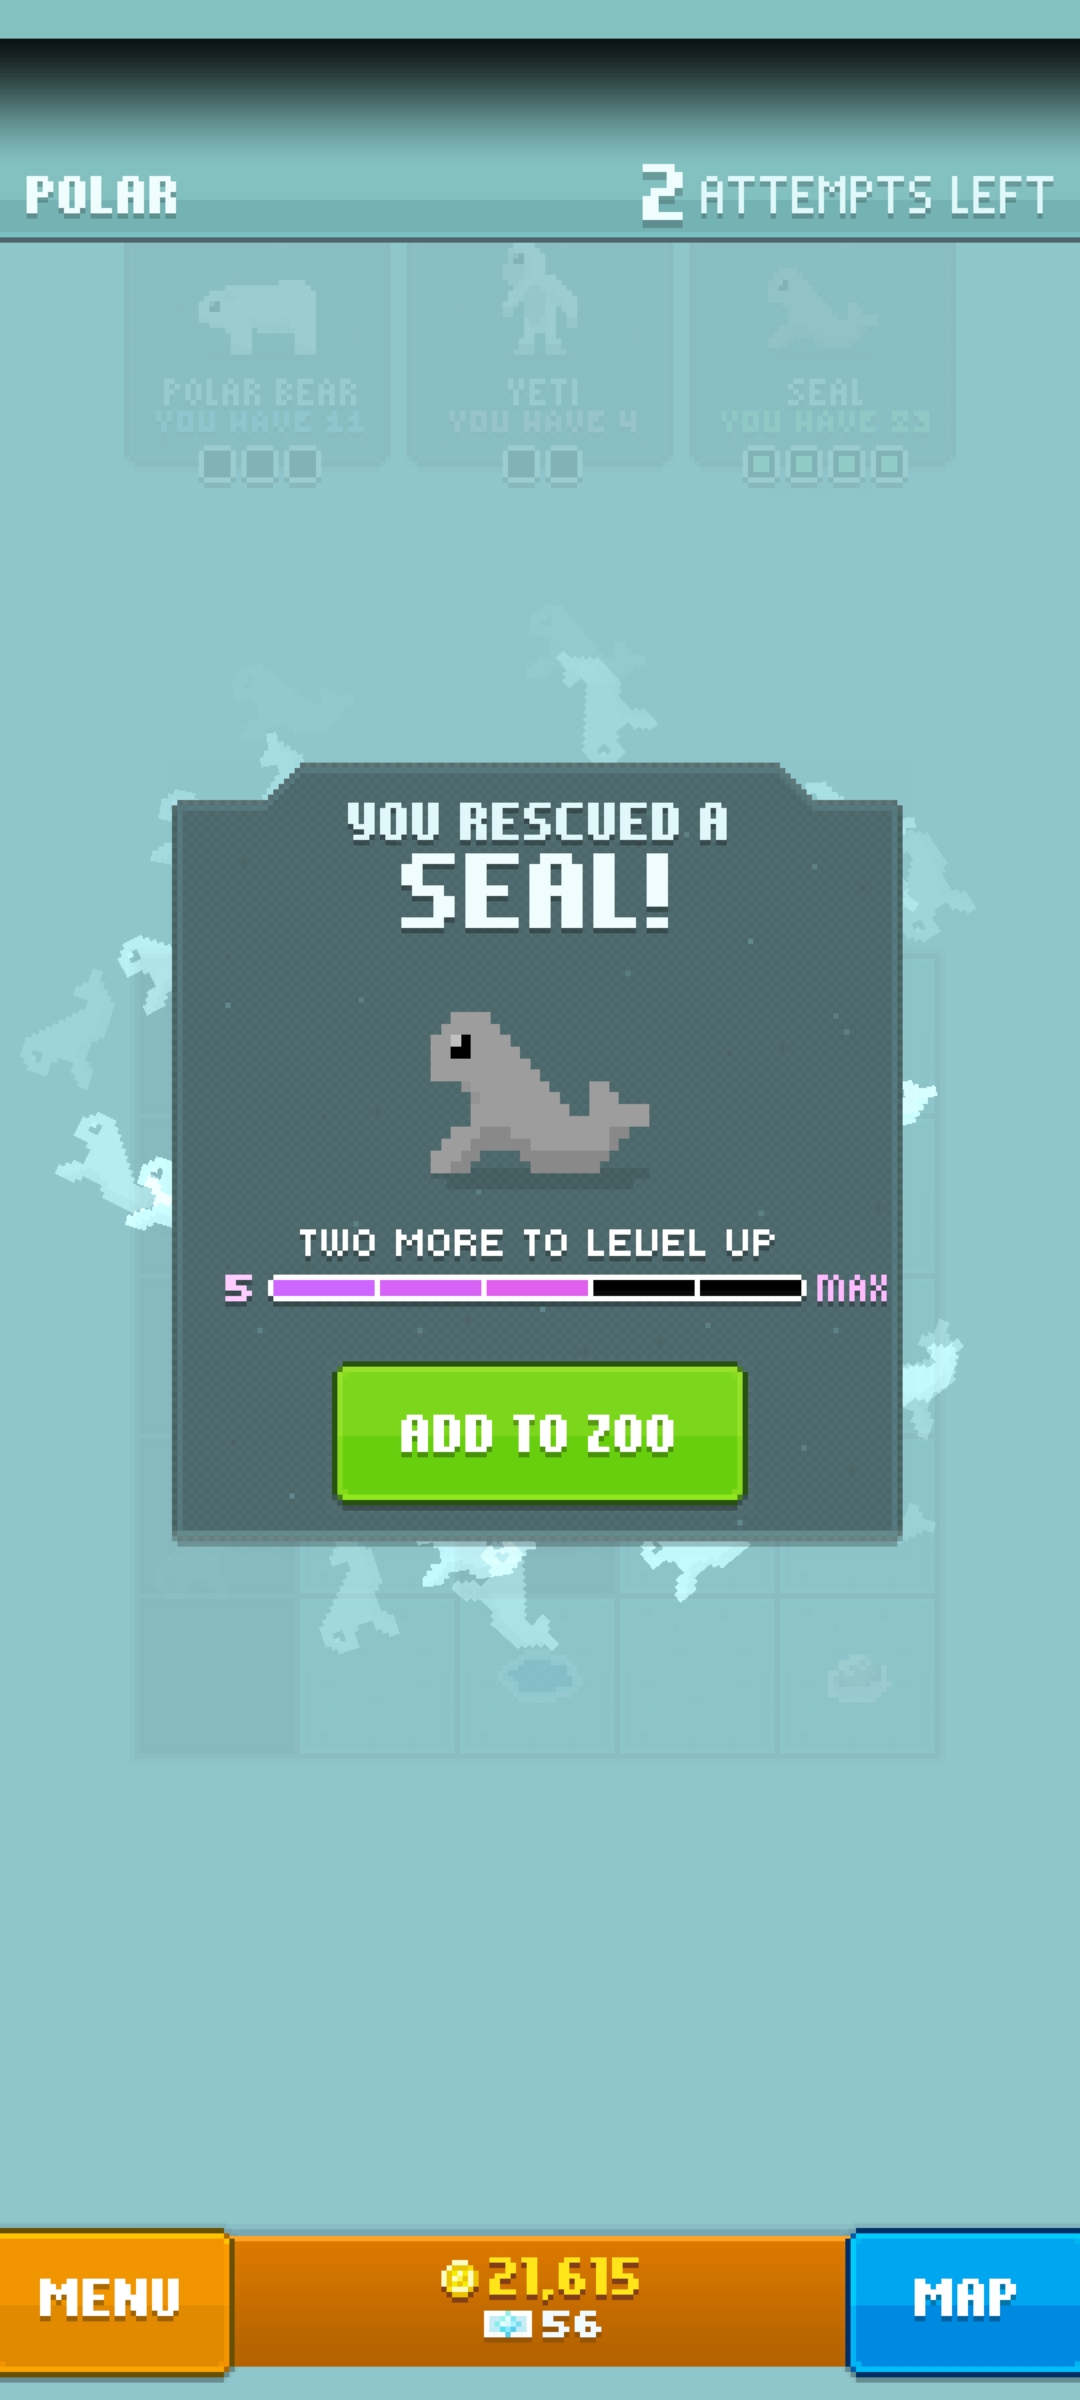 POLAR
2 ATTEMPTS LEFT
POLAR BEAR
YOU HAVE 11
YETI
YOU HAVE 4
SEAL
YOU HAVE 23
YOU RESCUED A
SEAL!
TWO MORE TO LEVEL UP
5 MAX
ADD TO ZOO
MENU
21,615
56
MAP